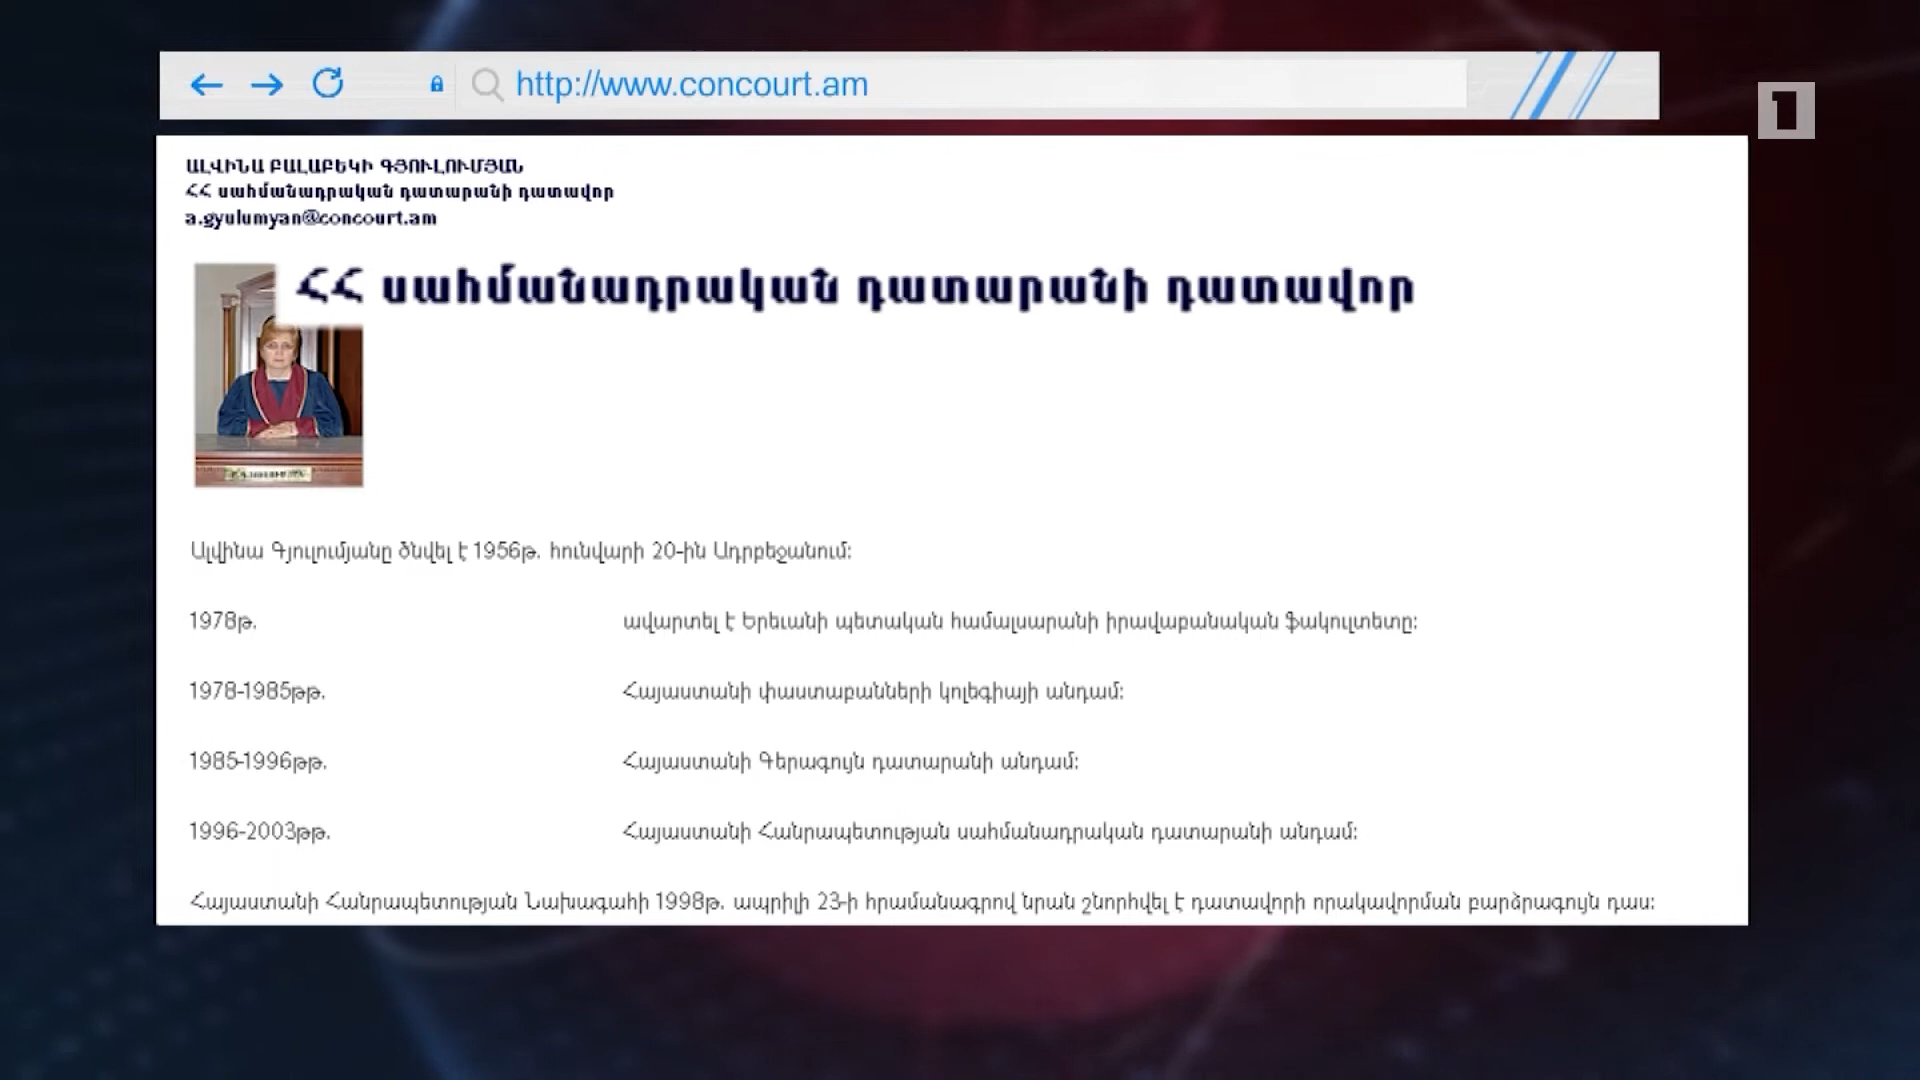 http://www.concourt.am
1
ԱԼՎԻՆԱ ԲԱԼԱԲԵԿԻ ԳՅՈՒԼՈՒՄՅԱՆ
ՀՀ սահմանադրական դատարանի դատավոր
a.gyulumyan@concourt.am
ՀՀ սահմանադրական դատարանի դատավոր
Ալվինա Գյուլումյանը ծնվել է 1956թ. հունվարի 20-ին Ադրբեջանում:
1978թ. ավարտել է Երեւանի պետական համալսարանի իրավաբանական ֆակուլտետը:
1978-1985թթ. Հայաստանի փաստաբանների կոլեգիայի անդամ:
1985-1996թթ. Հայաստանի Գերագույն դատարանի անդամ:
1996-2003թթ. Հայաստանի Հանրապետության սահմանադրական դատարանի անդամ:
Հայաստանի Հանրապետության Նախագահի 1998թ. ապրիլի 23-ի հրամանագրով նրան շնորհվել է դատավորի որակավորման բարձրագույն դաս: